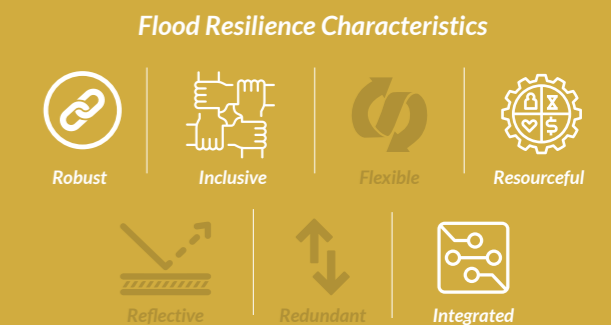 Flood Resilience Characteristics
Robust
Inclusive
Flexible
Resourceful
$
Reflective
Redundant
Integrated